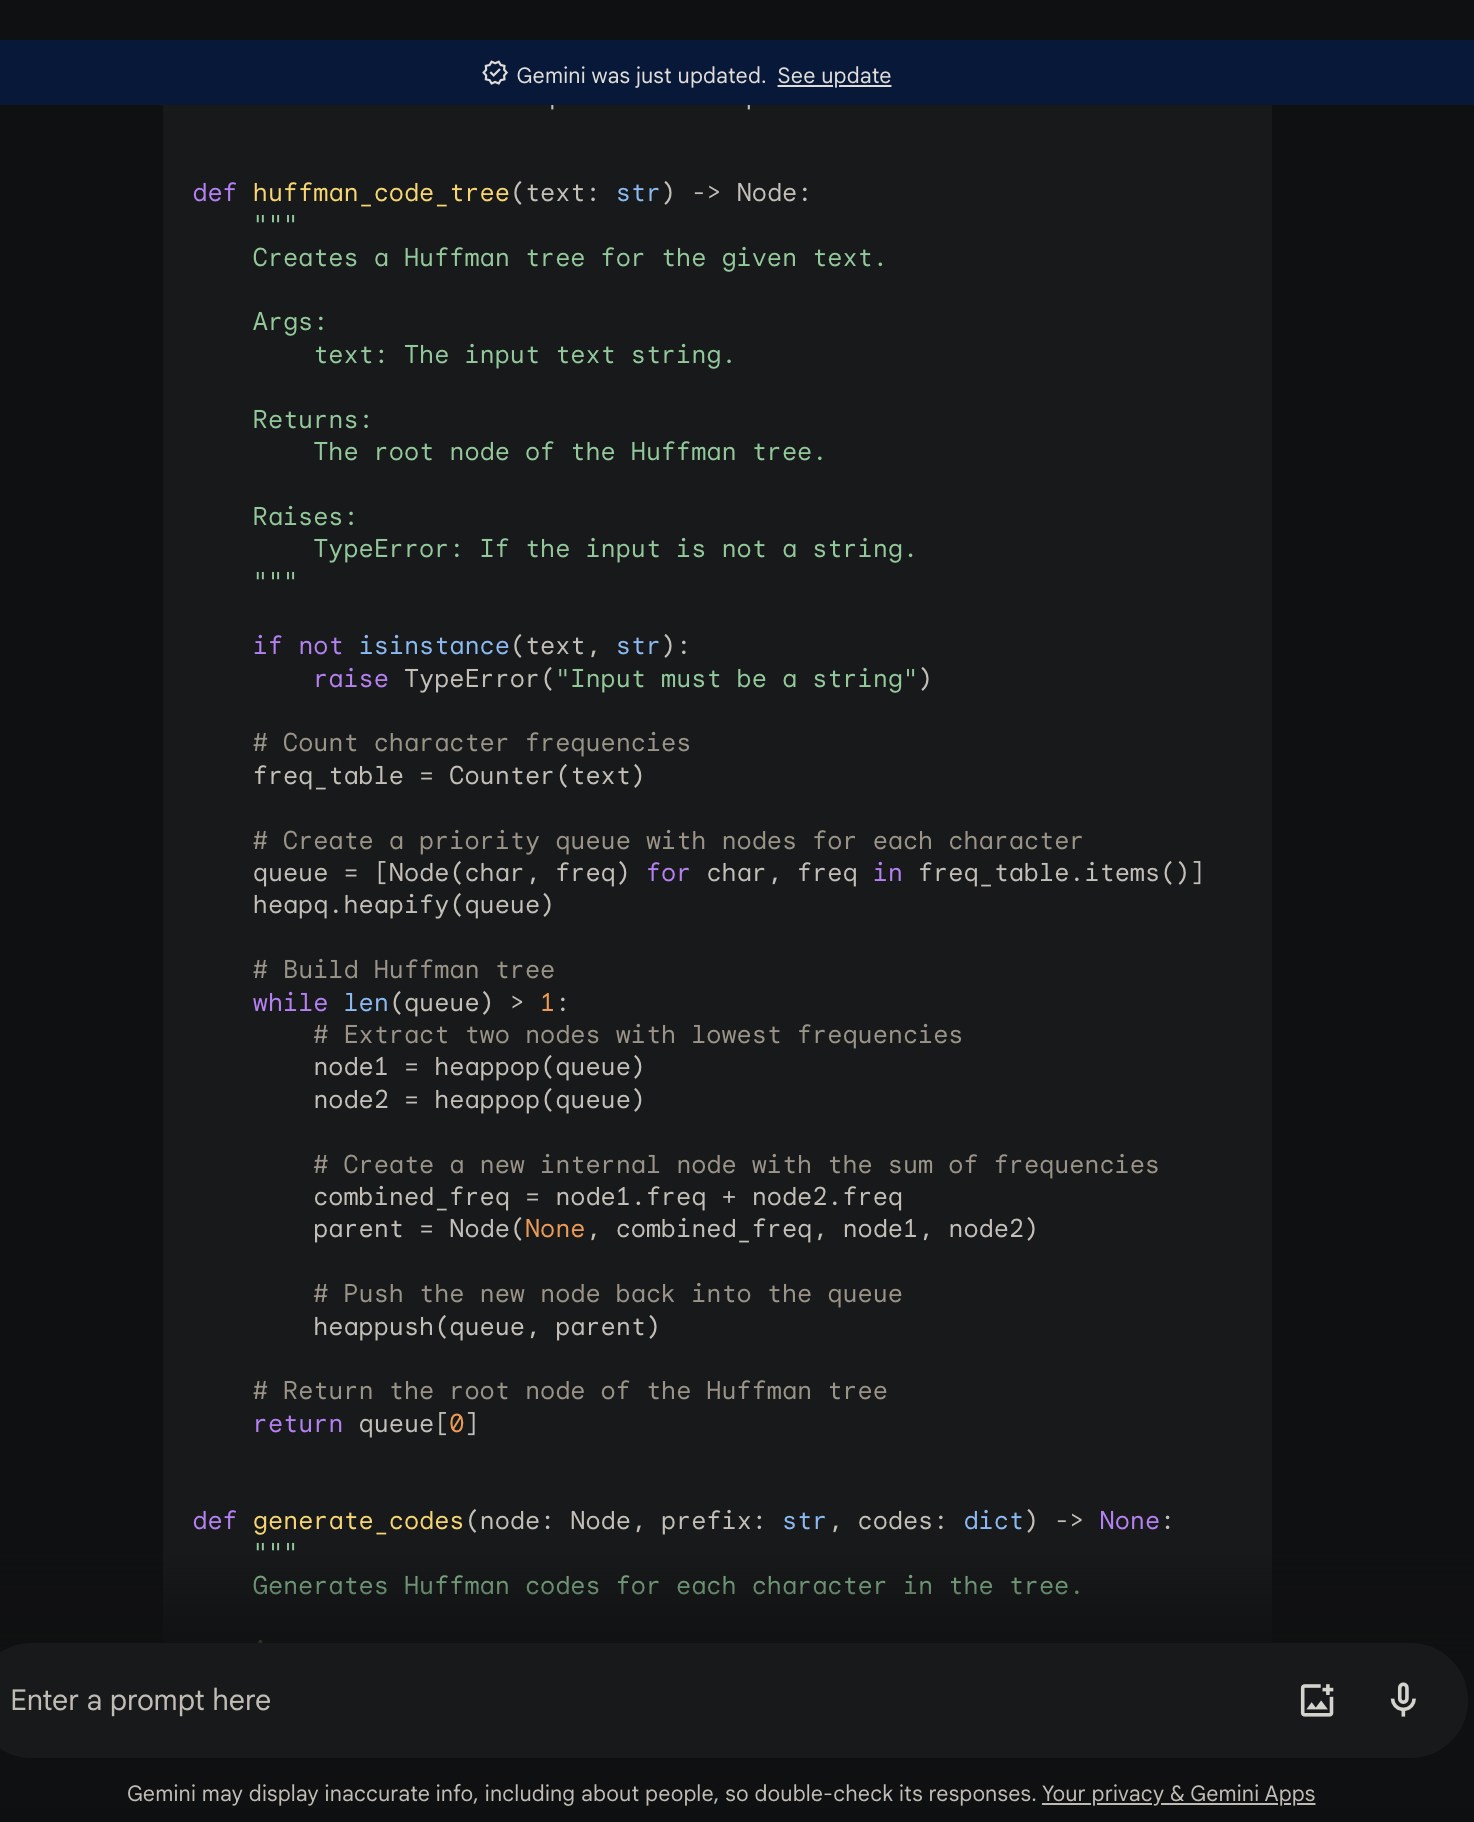 Gemini was just updated. See update
def huffman_code_tree(text: str) -> Node:
    """
    Creates a Huffman tree for the given text.

    Args:
        text: The input text string.

    Returns:
        The root node of the Huffman tree.

    Raises:
        TypeError: If the input is not a string.
    """

    if not isinstance(text, str):
        raise TypeError("Input must be a string")

    # Count character frequencies
    freq_table = Counter(text)

    # Create a priority queue with nodes for each character
    queue = [Node(char, freq) for char, freq in freq_table.items()]
    heapq.heapify(queue)

    # Build Huffman tree
    while len(queue) > 1:
        # Extract two nodes with lowest frequencies
        node1 = heappop(queue)
        node2 = heappop(queue)

        # Create a new internal node with the sum of frequencies
        combined_freq = node1.freq + node2.freq
        parent = Node(None, combined_freq, node1, node2)

        # Push the new node back into the queue
        heappush(queue, parent)

    # Return the root node of the Huffman tree
    return queue[0]

def generate_codes(node: Node, prefix: str, codes: dict) -> None:
    """
    Generates Huffman codes for each character in the tree.
Enter a prompt here
Gemini may display inaccurate info, including about people, so double-check its responses. Your privacy & Gemini Apps